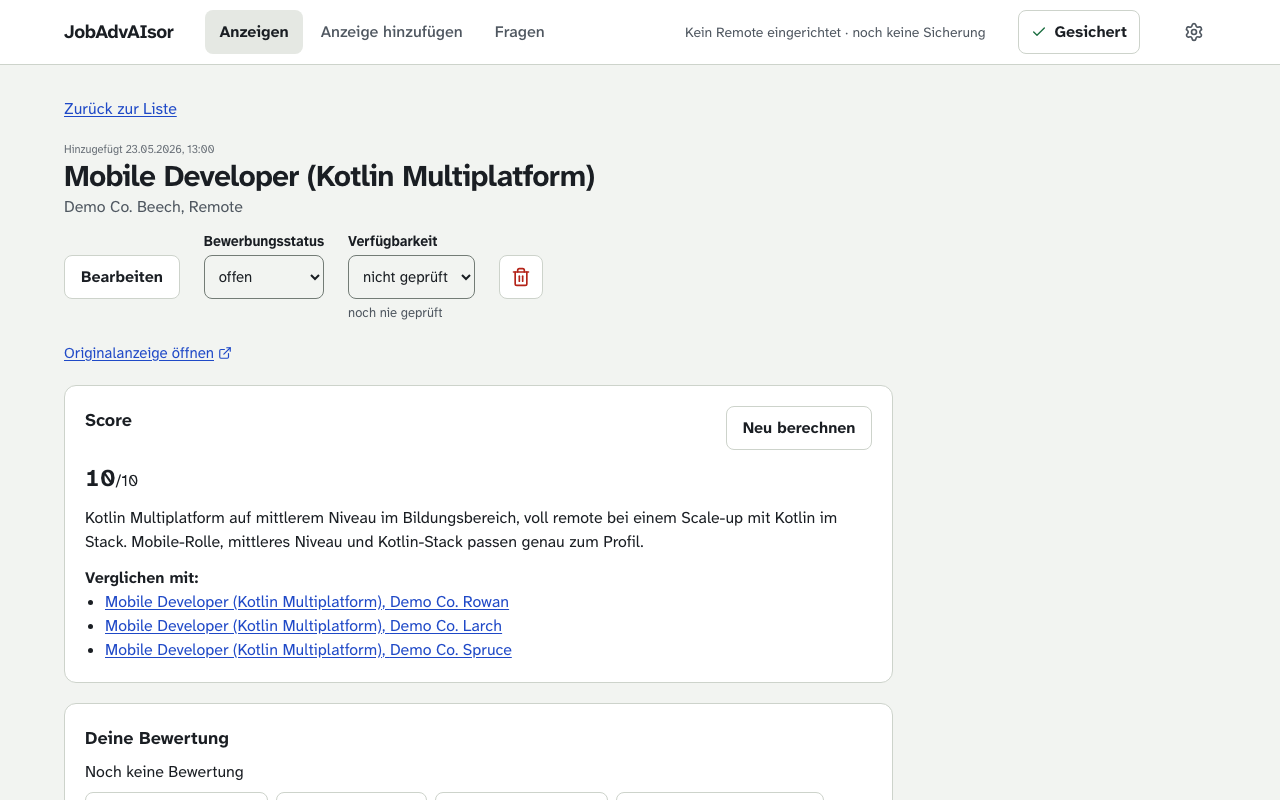 JobAdvAIsor
Anzeigen
Anzeige hinzufügen
Fragen
Kein Remote eingerichtet · noch keine Sicherung
Gesichert
Zurück zur Liste
Hinzugefügt 23.05.2026, 13:00
Mobile Developer (Kotlin Multiplatform)
Demo Co. Beech, Remote
Bearbeiten
Bewerbungsstatus
offen
Verfügbarkeit
nicht geprüft
noch nie geprüft
Originalanzeige öffnen
Score
Neu berechnen
10/10
Kotlin Multiplatform auf mittlerem Niveau im Bildungsbereich, voll remote bei einem Scale-up mit Kotlin im
Stack. Mobile-Rolle, mittleres Niveau und Kotlin-Stack passen genau zum Profil.
Verglichen mit:
Mobile Developer (Kotlin Multiplatform), Demo Co. Rowan
Mobile Developer (Kotlin Multiplatform), Demo Co. Larch
Mobile Developer (Kotlin Multiplatform), Demo Co. Spruce
Deine Bewertung
Noch keine Bewertung